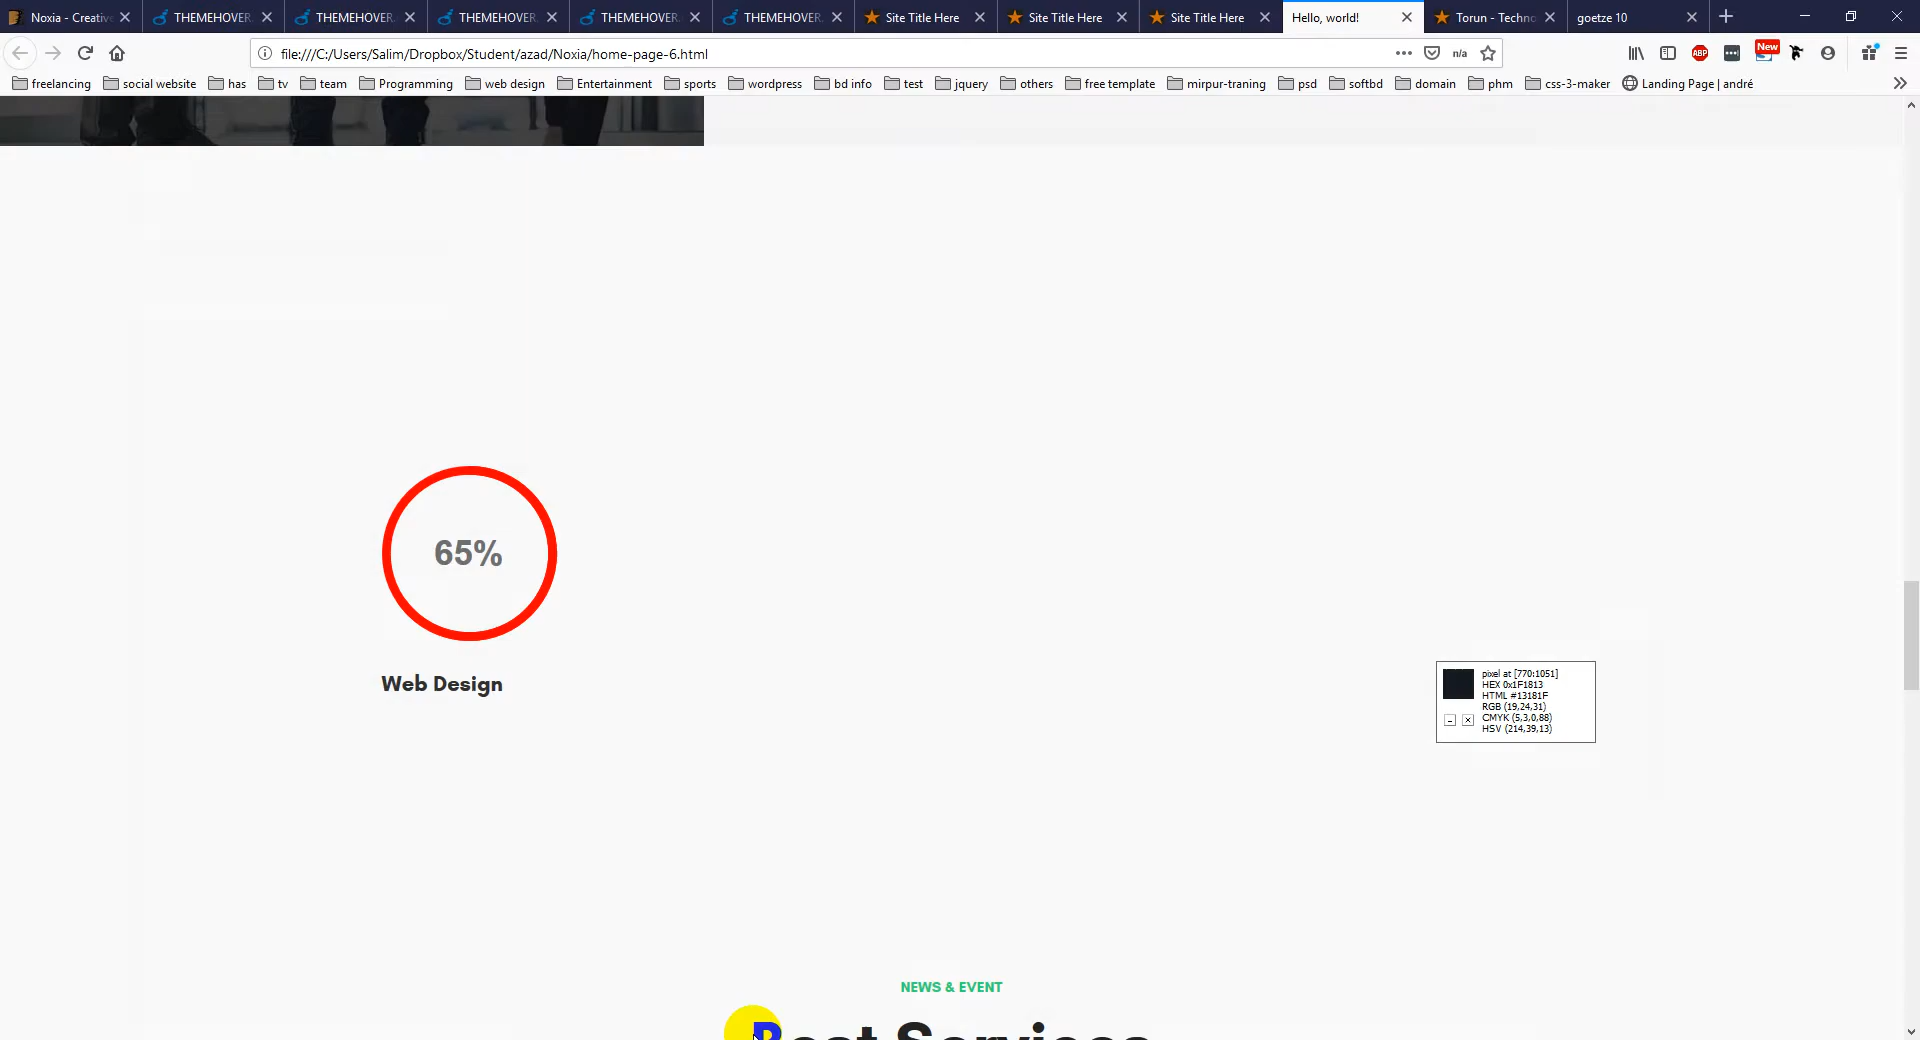 Noxia - Creative
THEMEHOVER.
THEMEHOVER.
THEMEHOVER.
THEMEHOVER.
THEMEHOVER.
Site Title Here
Site Title Here
Site Title Here
Hello, world!
Torun - Techno
goetze 10
file:///C:/Users/Salim/Dropbox/Student/azad/Noxia/home-page-6.html
n/a
ABP
New
freelancing
social website
has
tv
team
Programming
web design
Entertainment
sports
wordpress
bd info
test
jquery
others
free template
mirpur-traning
psd
softbd
domain
phm
css-3-maker
Landing Page | andré
65%
Web Design
pixel at [770:1051]
HEX 0x1F1813
HTML #13181F
RGB (19,24,31)
CMYK (5,3,0,88)
HSV (214,39,13)
NEWS & EVENT
Best Services